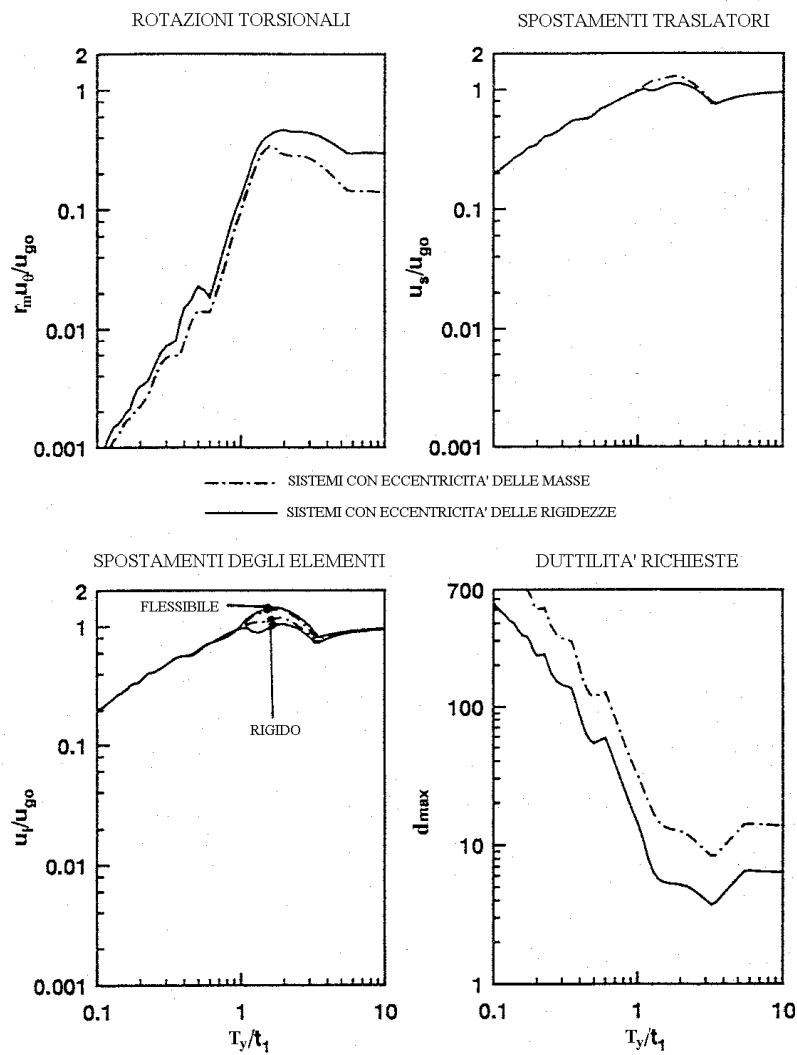 ROTAZIONI TORSIONALI
SPOSTAMENTI TRASLATORI
2
1
0.1
0.01
0.001
r_m u_θ/u_go
2
1
0.1
0.01
0.001
u_s/u_go
SISTEMI CON ECCENTRICITA' DELLE MASSE
SISTEMI CON ECCENTRICITA' DELLE RIGIDEZZE
SPOSTAMENTI DEGLI ELEMENTI
DUTTILITA' RICHIESTE
2
1
0.1
0.01
0.001
u_i/u_go
FLESSIBILE
RIGIDO
0.1
1
10
T_y/t_1
700
100
10
1
dmax
0.1
1
10
T_y/t_1